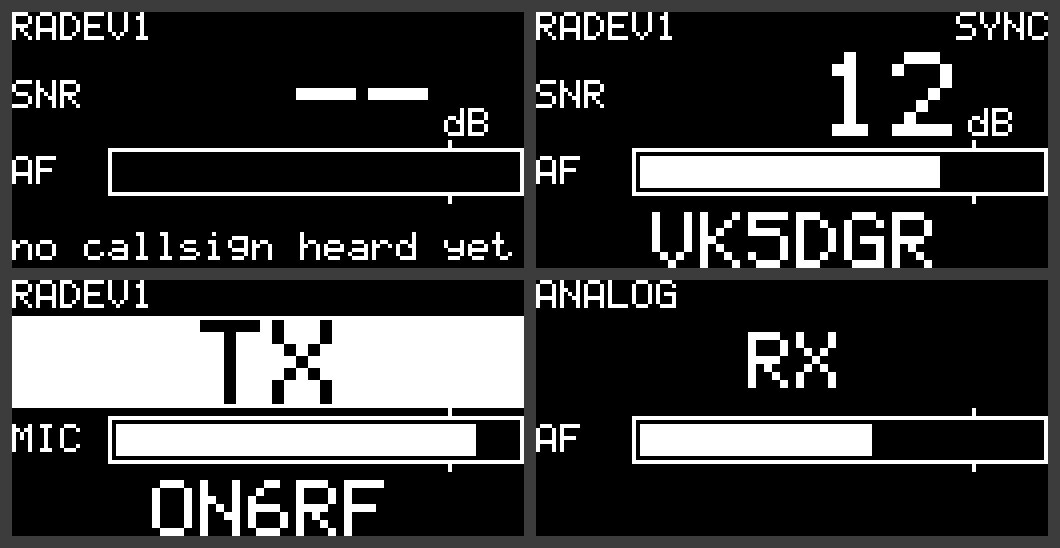 RADEV1
SNR -- dB
AF
no callsign heard yet
RADEV1 SYNC
SNR 12 dB
AF
VK5DGR
RADEV1
TX
MIC
ON6RF
ANALOG
RX
AF